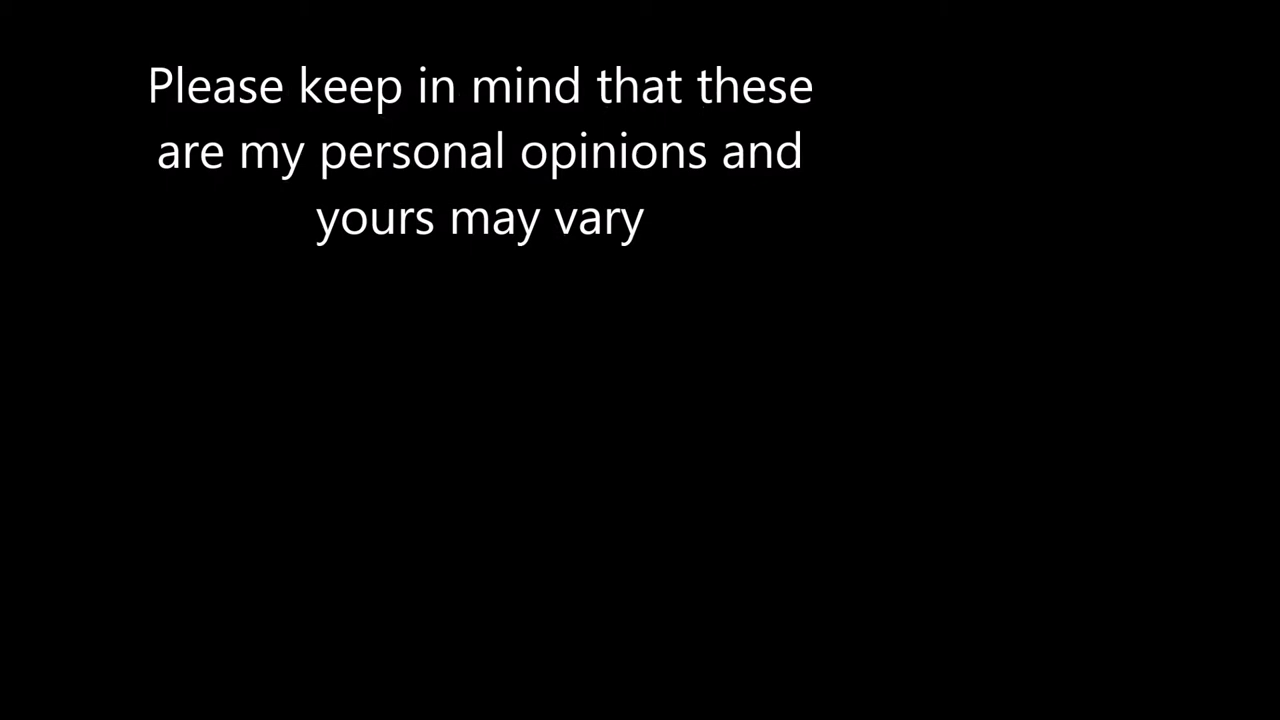 Please keep in mind that these
are my personal opinions and
yours may vary